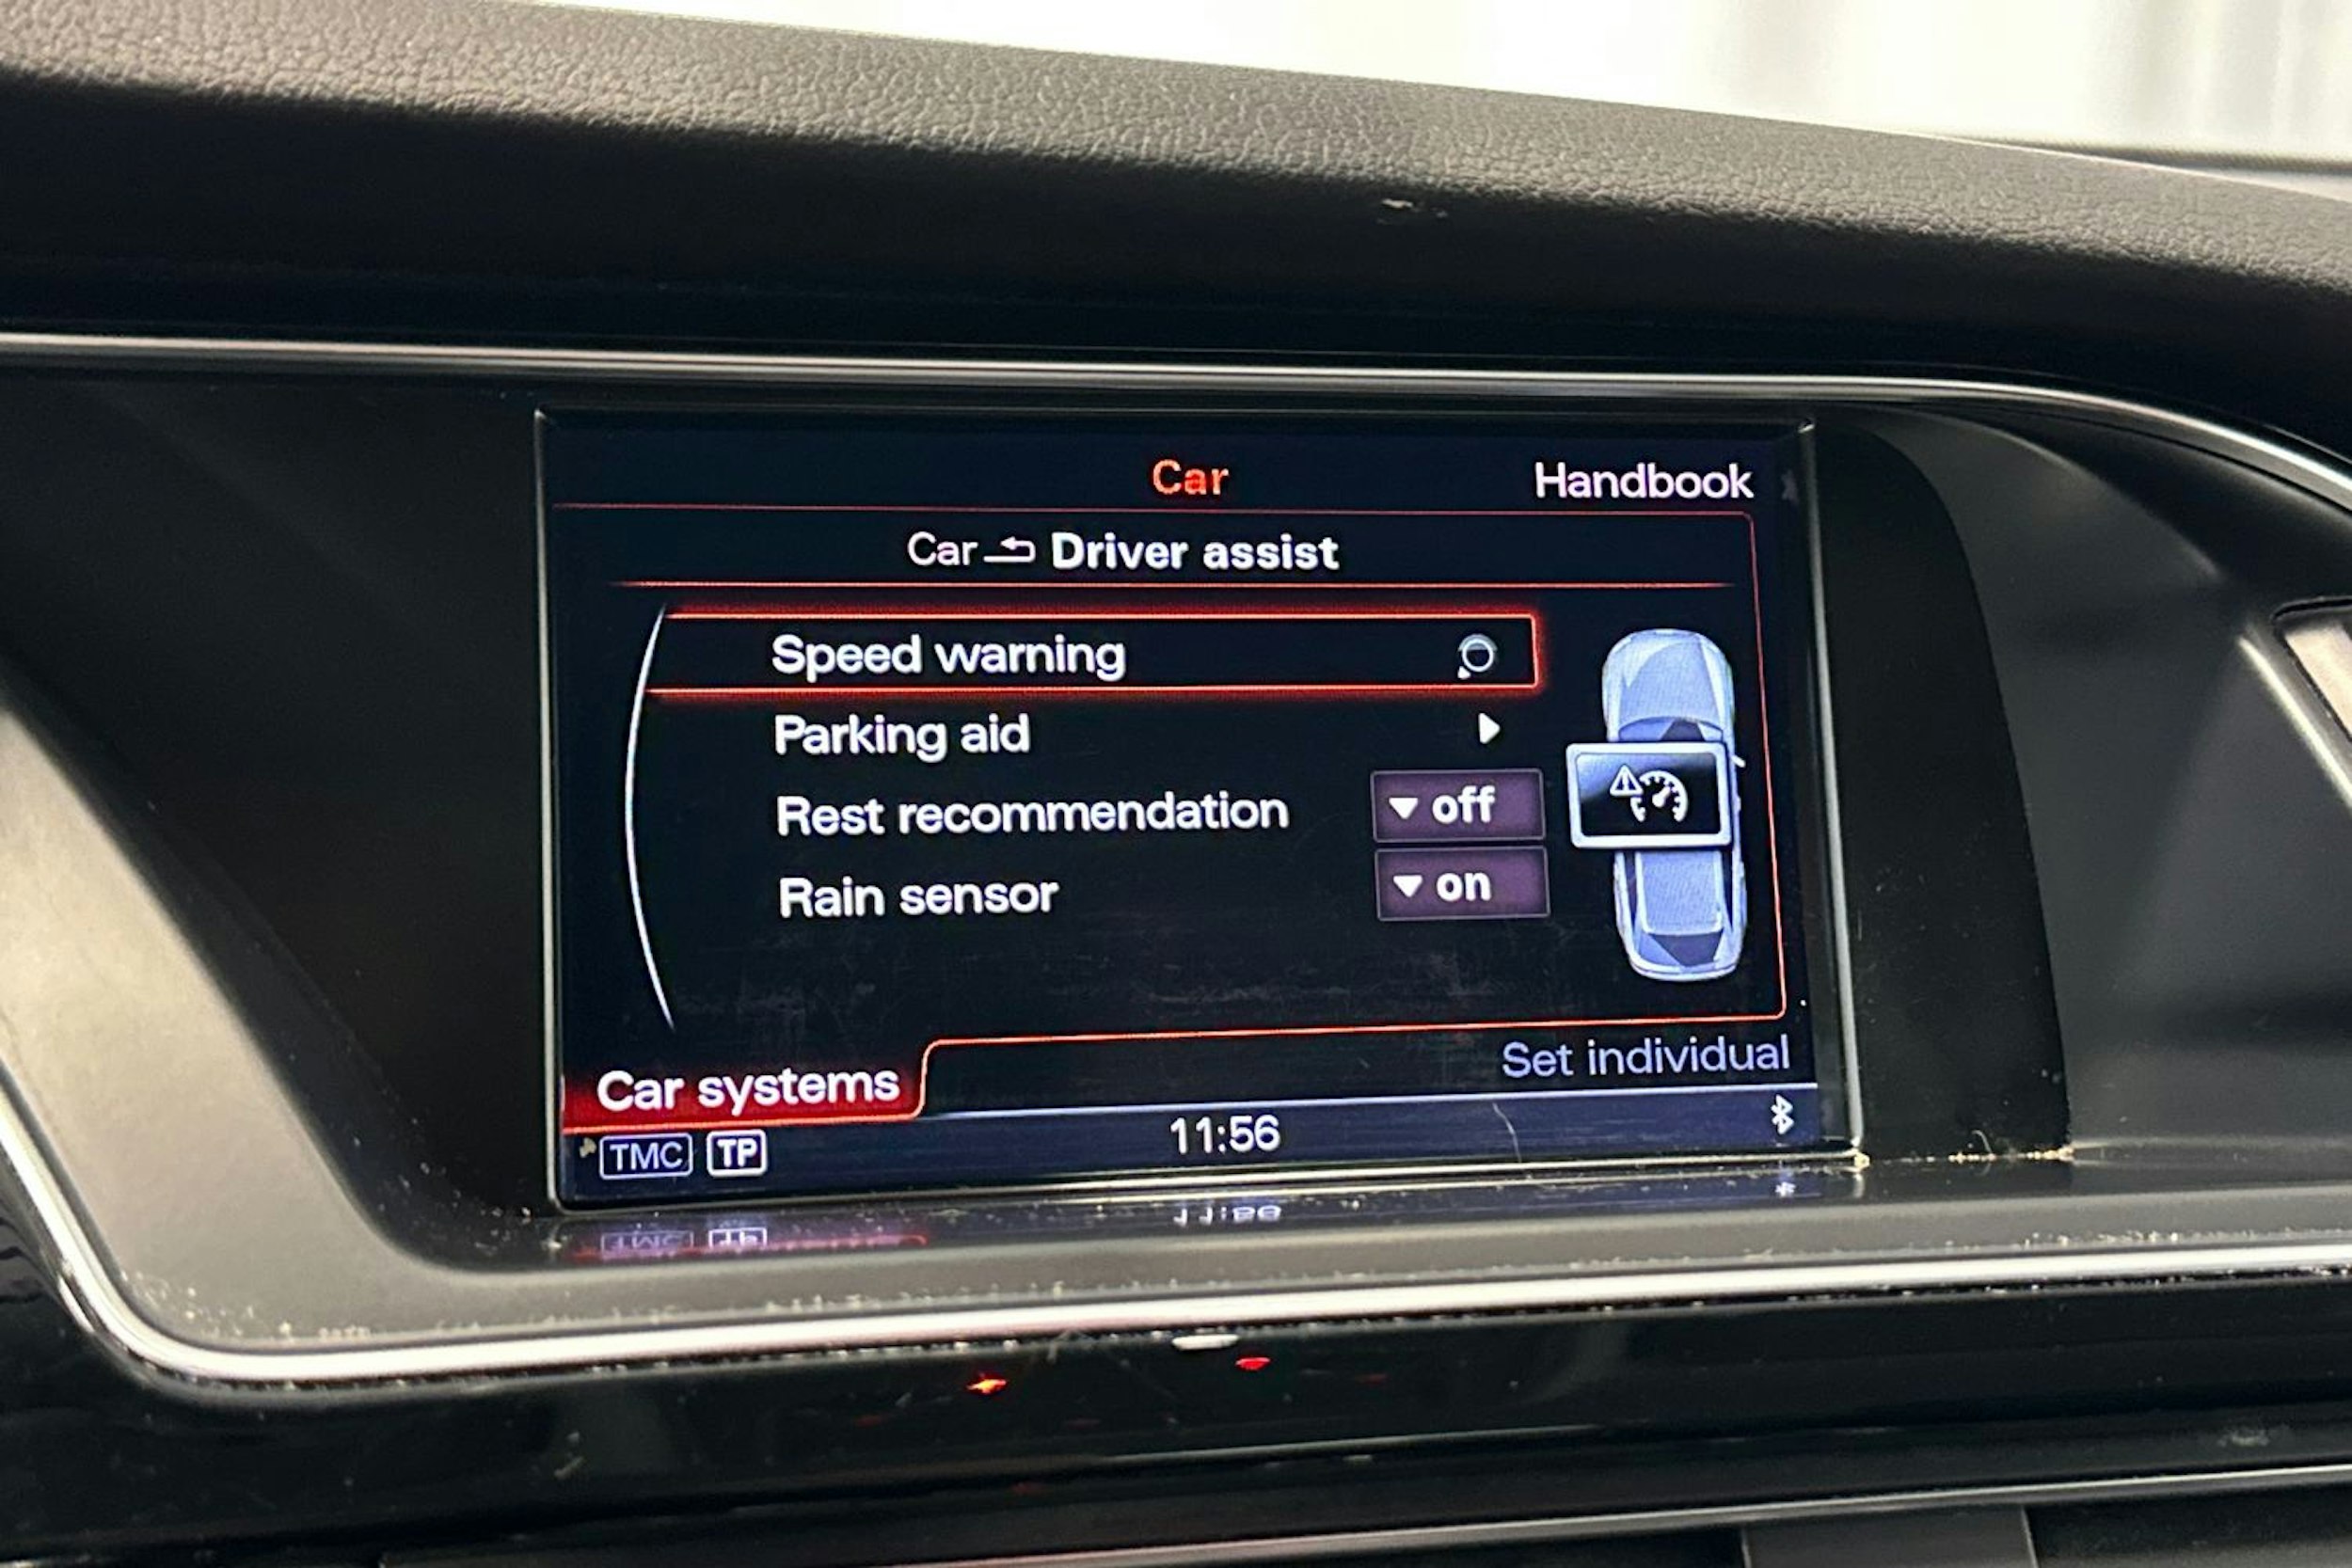 Car
Handbook
Car Driver assist
Speed warning
Parking aid
Rest recommendation off
Rain sensor on
Set individual
Car systems
11:56
TMC TP